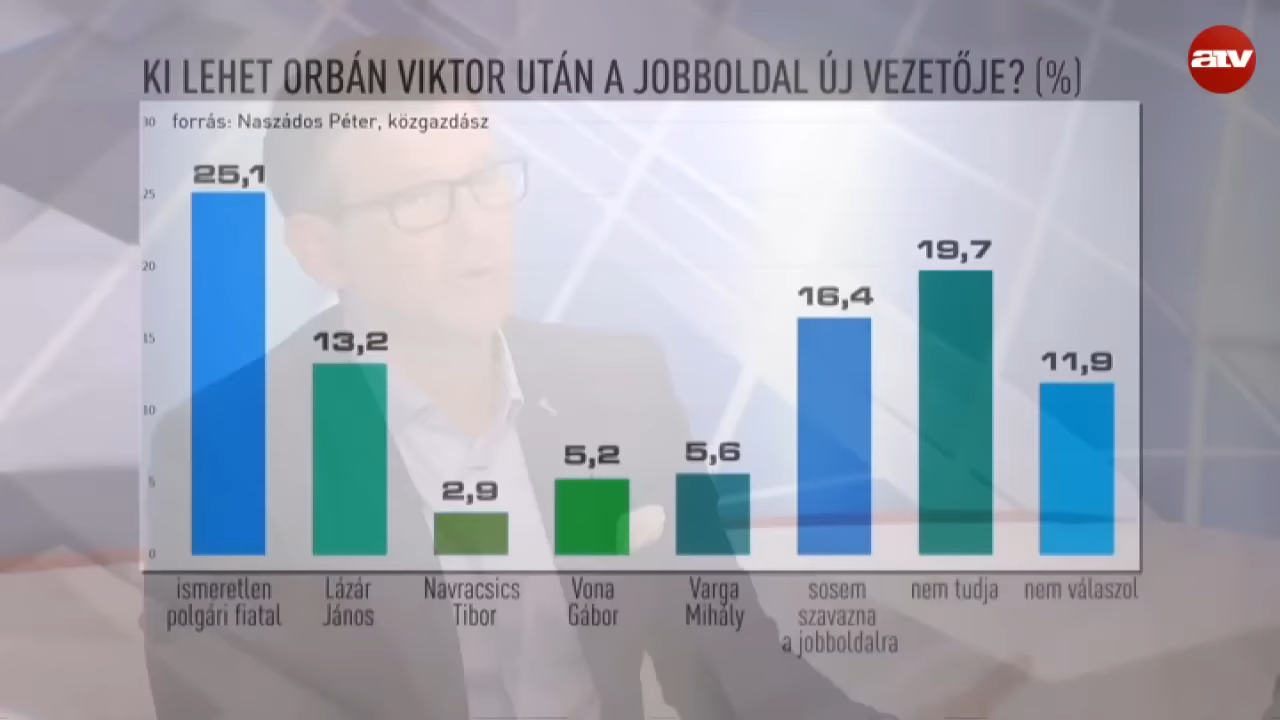 atv
KI LEHET ORBÁN VIKTOR UTÁN A JOBBOLDAL ÚJ VEZETŐJE? (%)
forrás: Naszádos Péter, közgazdász
30
25
20
15
10
5
0
25,1
13,2
2,9
5,2
5,6
16,4
19,7
11,9
ismeretlen
polgári fiatal
Lázár
János
Navracsics
Tibor
Vona
Gábor
Varga
Mihály
sosem
szavazna
a jobboldalra
nem tudja
nem válaszol